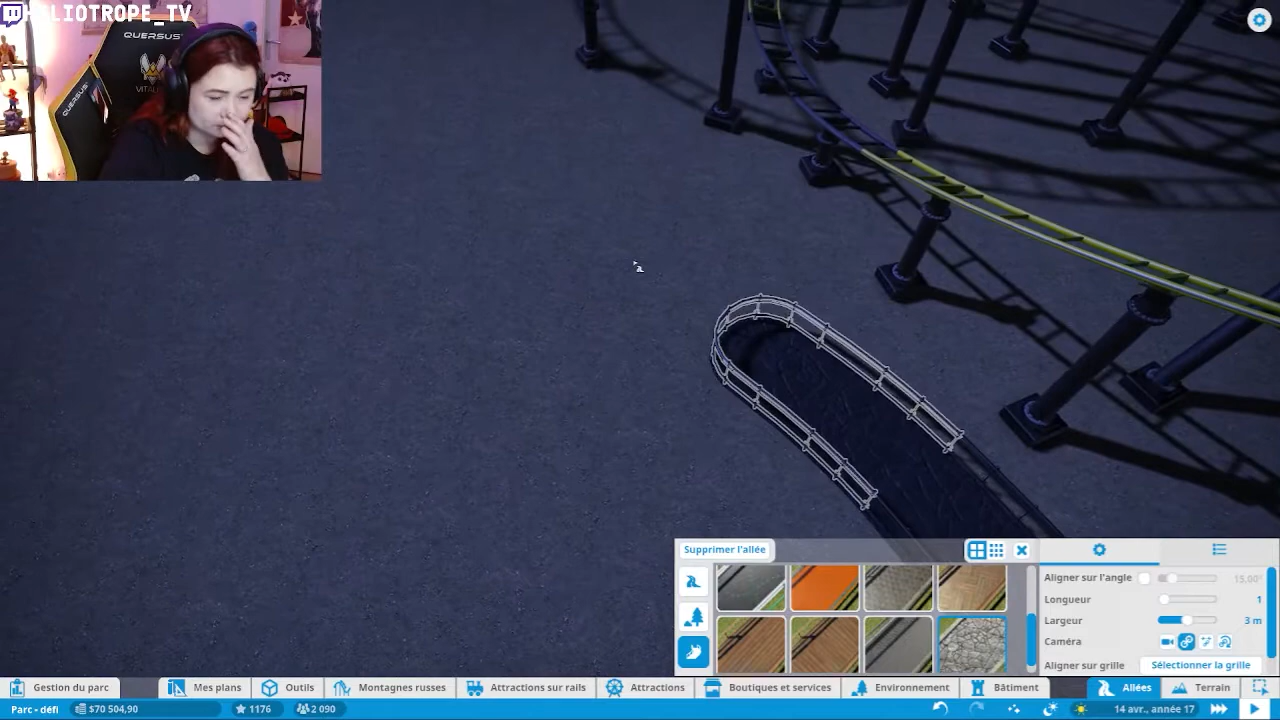 HELIOTROPE_TV
QUERSUS
QUERSUS
Supprimer l'allée
Aligner sur l'angle
15,00°
Longueur
1
Largeur
3 m
Caméra
Aligner sur grille
Sélectionner la grille
Gestion du parc
Mes plans
Outils
Montagnes russes
Attractions sur rails
Attractions
Boutiques et services
Environnement
Bâtiment
Allées
Terrain
Parc - défi
$70 504,90
1176
2 090
14 avr., année 17